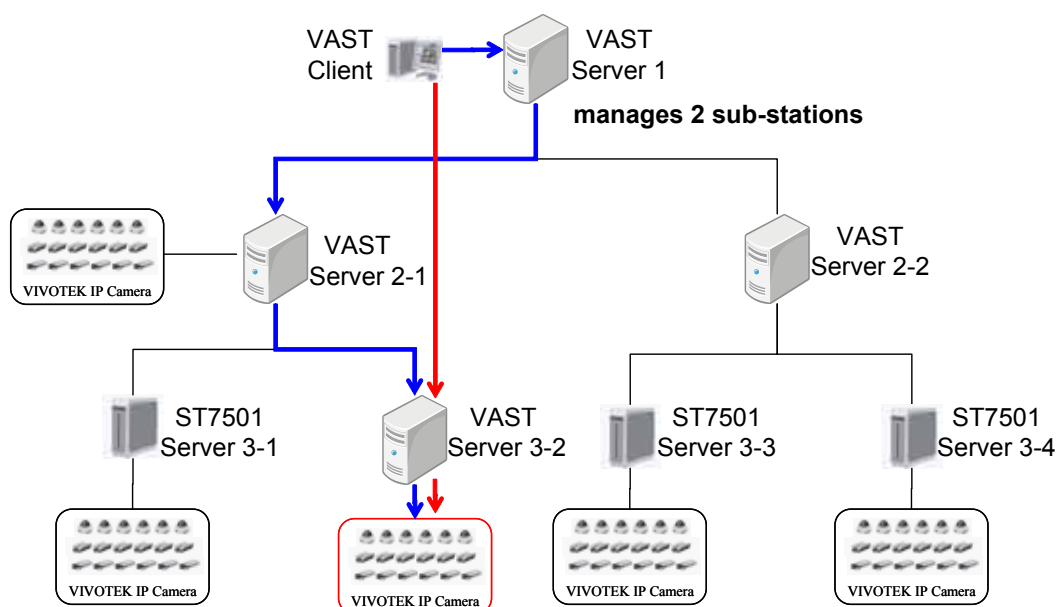 VAST
Client
VAST
Server 1
manages 2 sub-stations
VIVOTEK IP Camera
VAST
Server 2-1
VAST
Server 2-2
ST7501
Server 3-1
VAST
Server 3-2
ST7501
Server 3-3
ST7501
Server 3-4
VIVOTEK IP Camera
VIVOTEK IP Camera
VIVOTEK IP Camera
VIVOTEK IP Camera